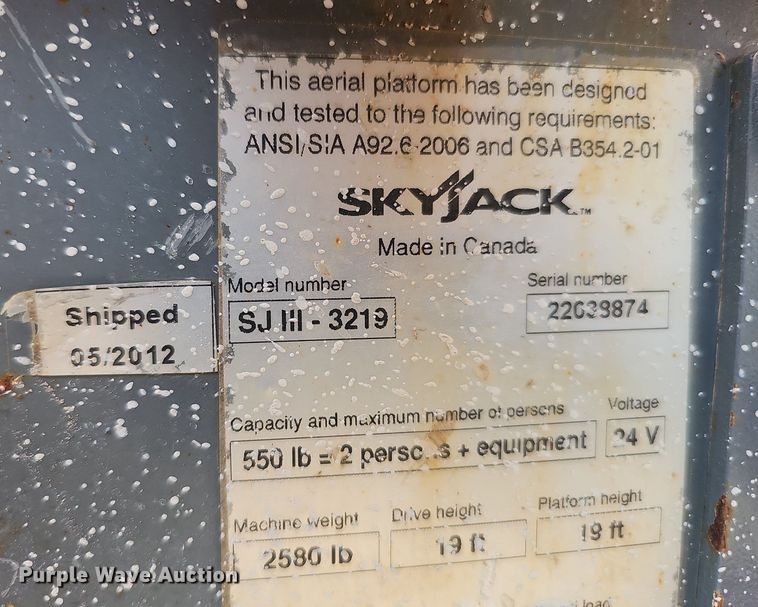 This aerial platform has been designed
and tested to the following requirements:
ANSI/SIA A92.6-2006 and CSA B354.2-01
SKYJACK™
Made in Canada
Model number
SJ III - 3219
Serial number
Shipped
05/2012
Capacity and maximum number of persons
550 lb = 2 persons + equipment
Voltage
24 V
Machine weight
2580 lb
Drive height
19 ft
Platform height
19 ft
load
Purple Wave Auction